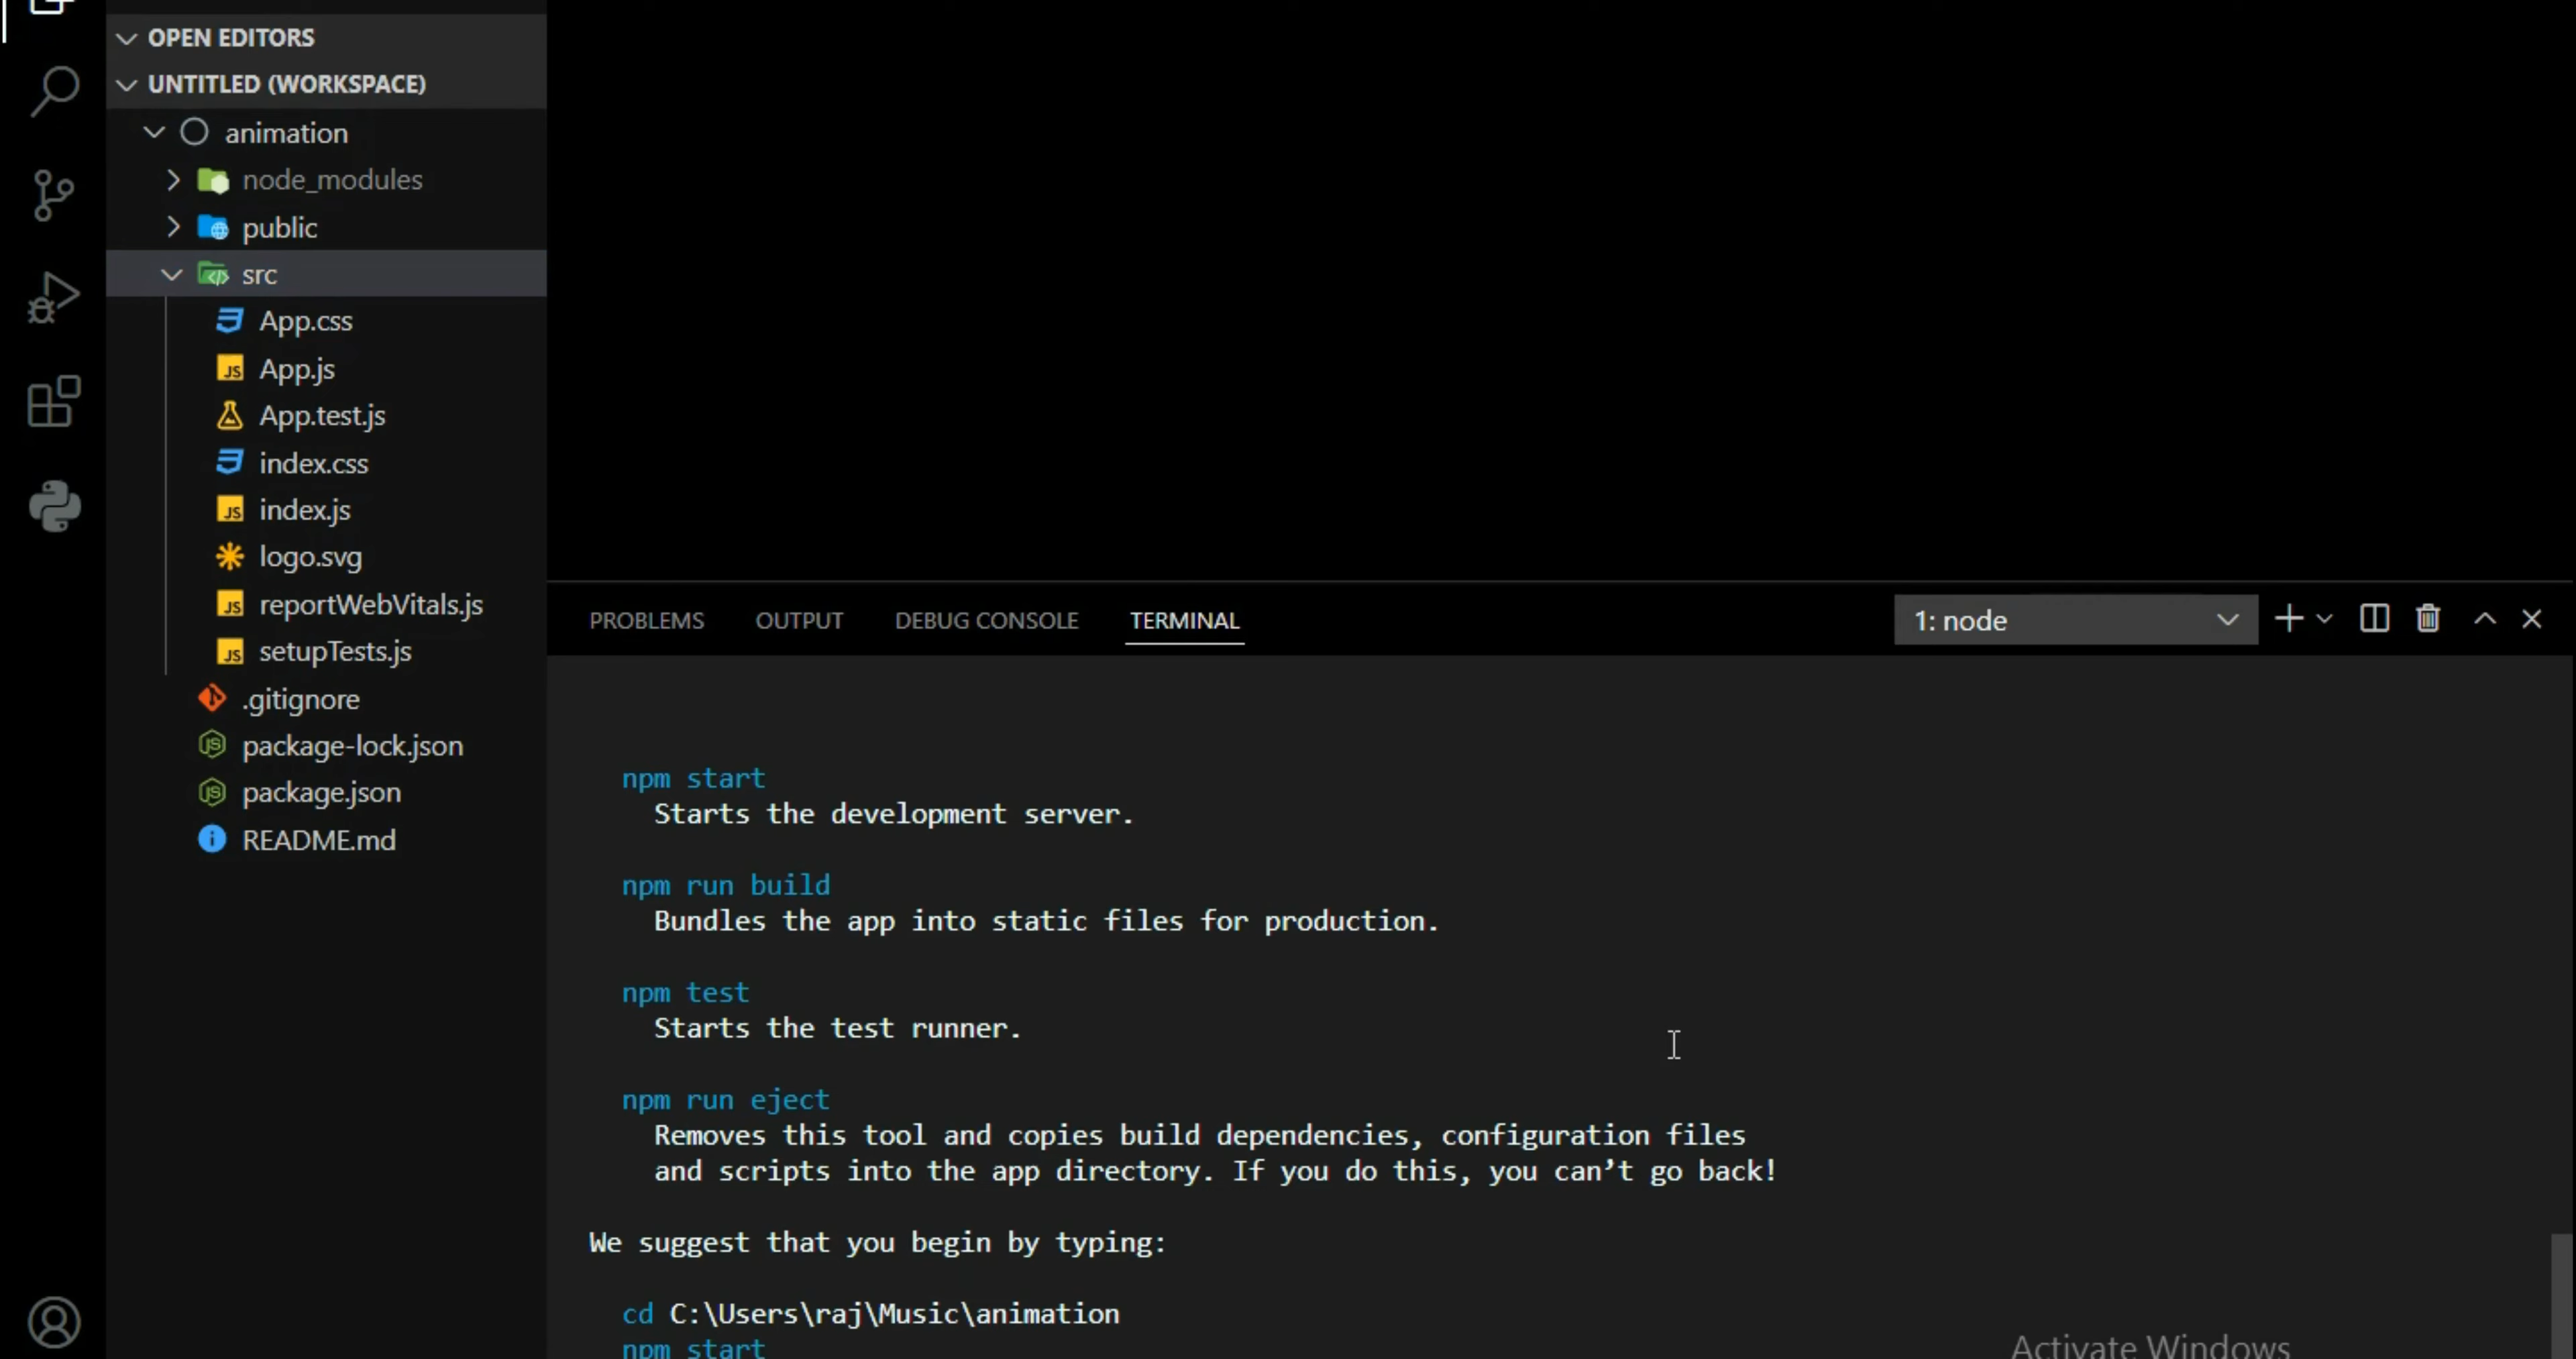 OPEN EDITORS
UNTITLED (WORKSPACE)
animation
node_modules
public
src
App.css
App.js
App.test.js
index.css
index.js
logo.svg
reportWebVitals.js
setupTests.js
.gitignore
package-lock.json
package.json
README.md
PROBLEMS OUTPUT DEBUG CONSOLE TERMINAL 1: node
npm start
Starts the development server.
npm run build
Bundles the app into static files for production.
npm test
Starts the test runner.
npm run eject
Removes this tool and copies build dependencies, configuration files
and scripts into the app directory. If you do this, you can’t go back!
We suggest that you begin by typing:
cd C:\Users\raj\Music\animation
npm start
Activate Windows